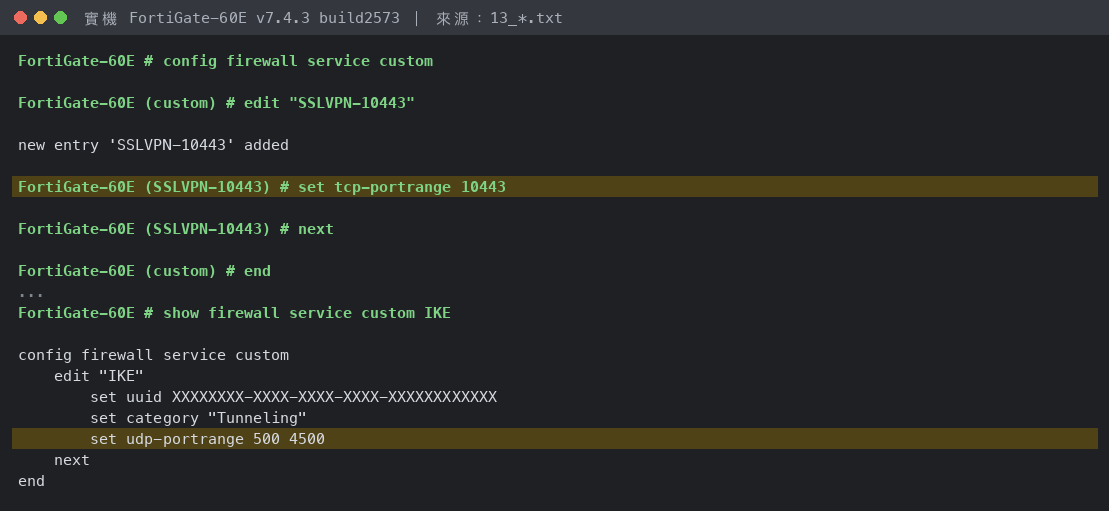 實機 FortiGate-60E v7.4.3 build2573 | 來源：13_*.txt
FortiGate-60E # config firewall service custom
FortiGate-60E (custom) # edit "SSLVPN-10443"
new entry 'SSLVPN-10443' added
FortiGate-60E (SSLVPN-10443) # set tcp-portrange 10443
FortiGate-60E (SSLVPN-10443) # next
FortiGate-60E (custom) # end
...
FortiGate-60E # show firewall service custom IKE
config firewall service custom
    edit "IKE"
        set uuid XXXXXXXX-XXXX-XXXX-XXXX-XXXXXXXXXXXX
        set category "Tunneling"
        set udp-portrange 500 4500
    next
end